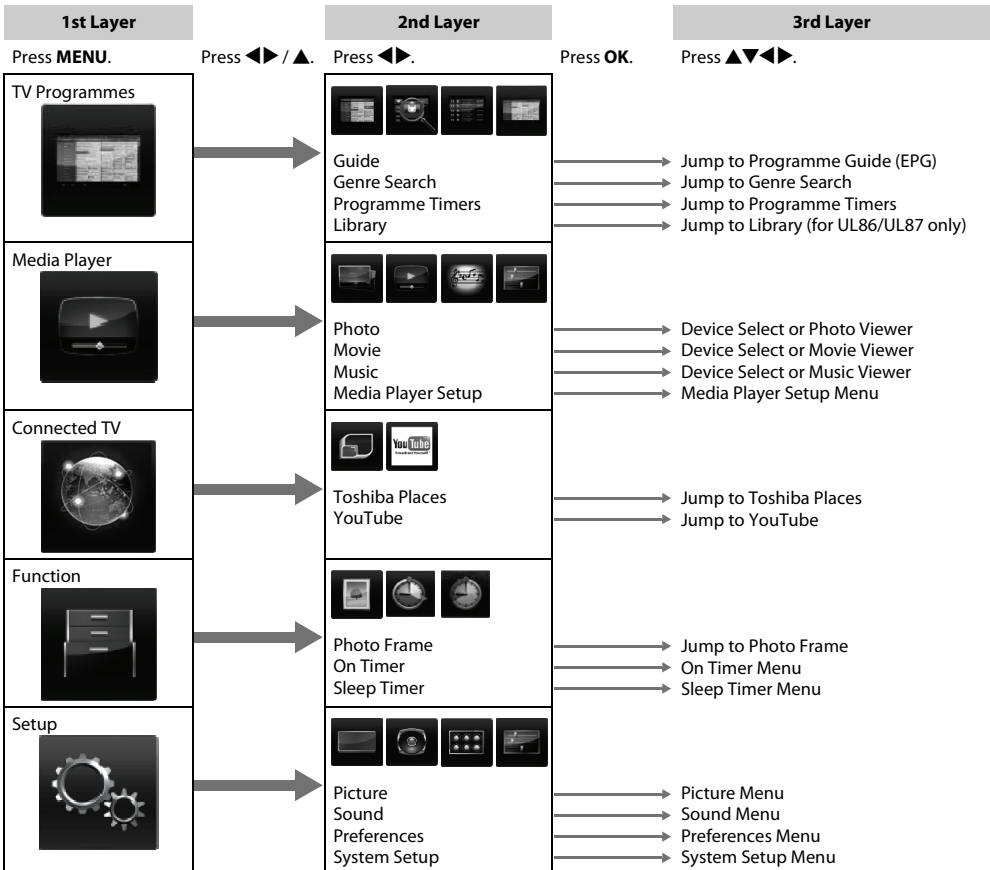 1st Layer
2nd Layer
3rd Layer
Press MENU.
Press ◀▶ / ▲.
Press ◀▶.
Press OK.
Press ▲▼◀▶.
TV Programmes
Guide
Genre Search
Programme Timers
Library
Jump to Programme Guide (EPG)
Jump to Genre Search
Jump to Programme Timers
Jump to Library (for UL86/UL87 only)
Media Player
Photo
Movie
Music
Media Player Setup
Device Select or Photo Viewer
Device Select or Movie Viewer
Device Select or Music Viewer
Media Player Setup Menu
Connected TV
YouTube
Broadcast Yourself
Toshiba Places
YouTube
Jump to Toshiba Places
Jump to YouTube
Function
Photo Frame
On Timer
Sleep Timer
Jump to Photo Frame
On Timer Menu
Sleep Timer Menu
Setup
Picture
Sound
Preferences
System Setup
Picture Menu
Sound Menu
Preferences Menu
System Setup Menu